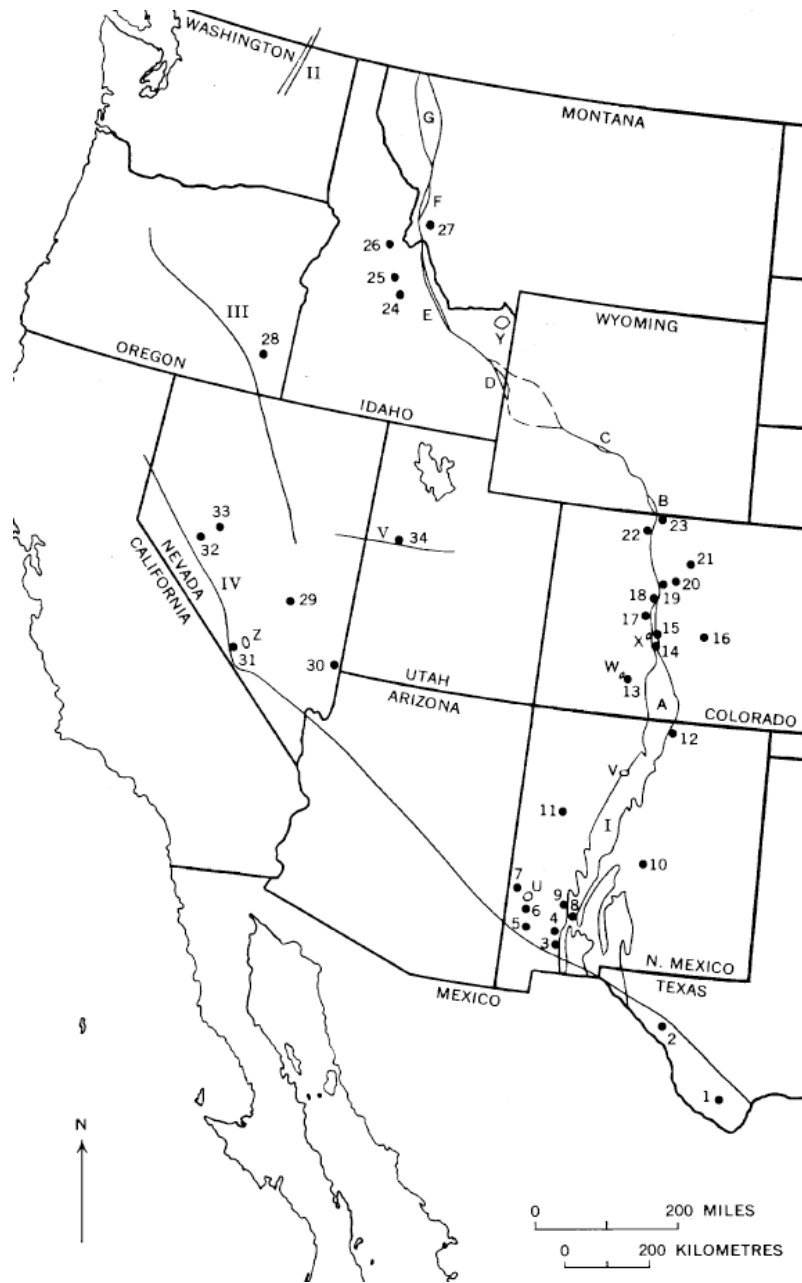 WASHINGTON
II
G
MONTANA
F
27
26
25
24
III
E
WYOMING
Y
28
OREGON
D
IDAHO
C
B
33
23
22
32
V
34
21
NEVADA
CALIFORNIA
IV
29
20
18
19
17
Z
15
16
X
31
14
30
W
UTAH
13
ARIZONA
A
COLORADO
12
V
11
I
10
7
U
9
8
6
4
5
3
N. MEXICO
TEXAS
MEXICO
2
1
N
0 200 MILES
0 200 KILOMETRES